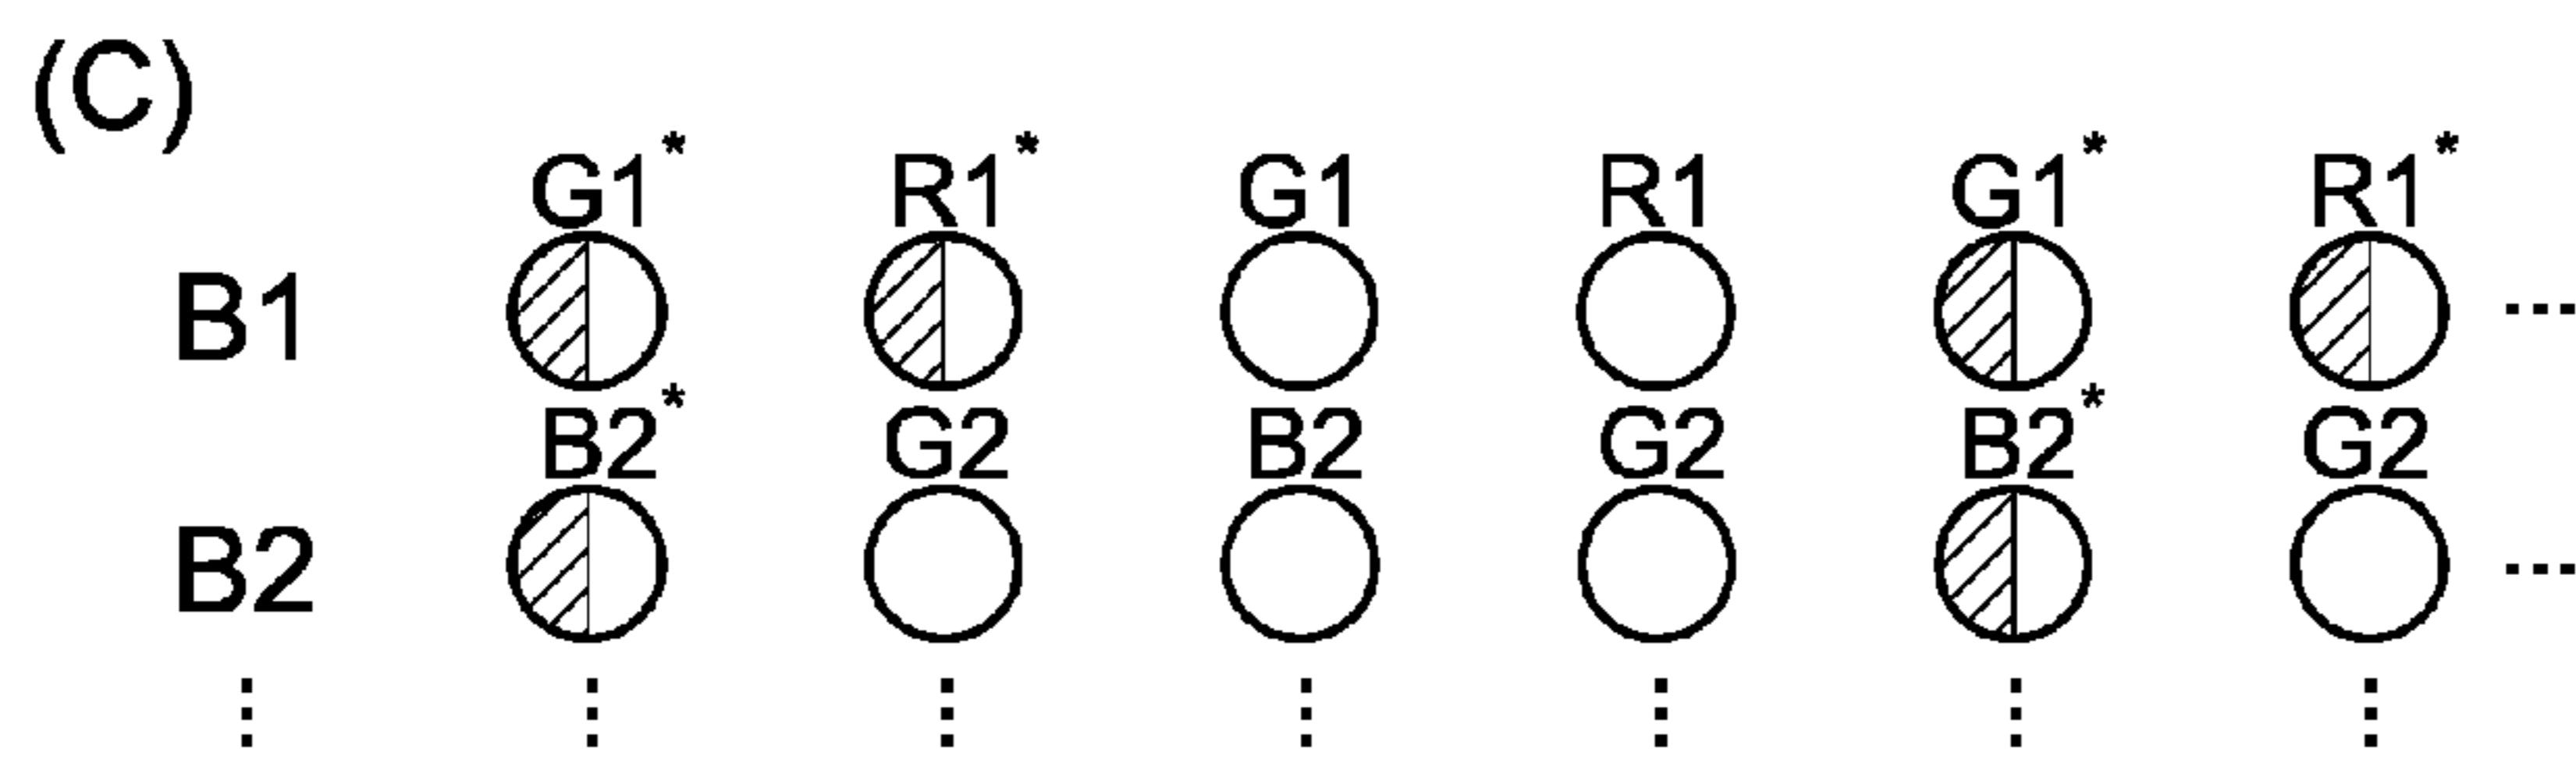 (C)
G1* R1* G1 R1 G1* R1*
B1 ...
B2* G2 B2 G2 B2* G2
B2 ...